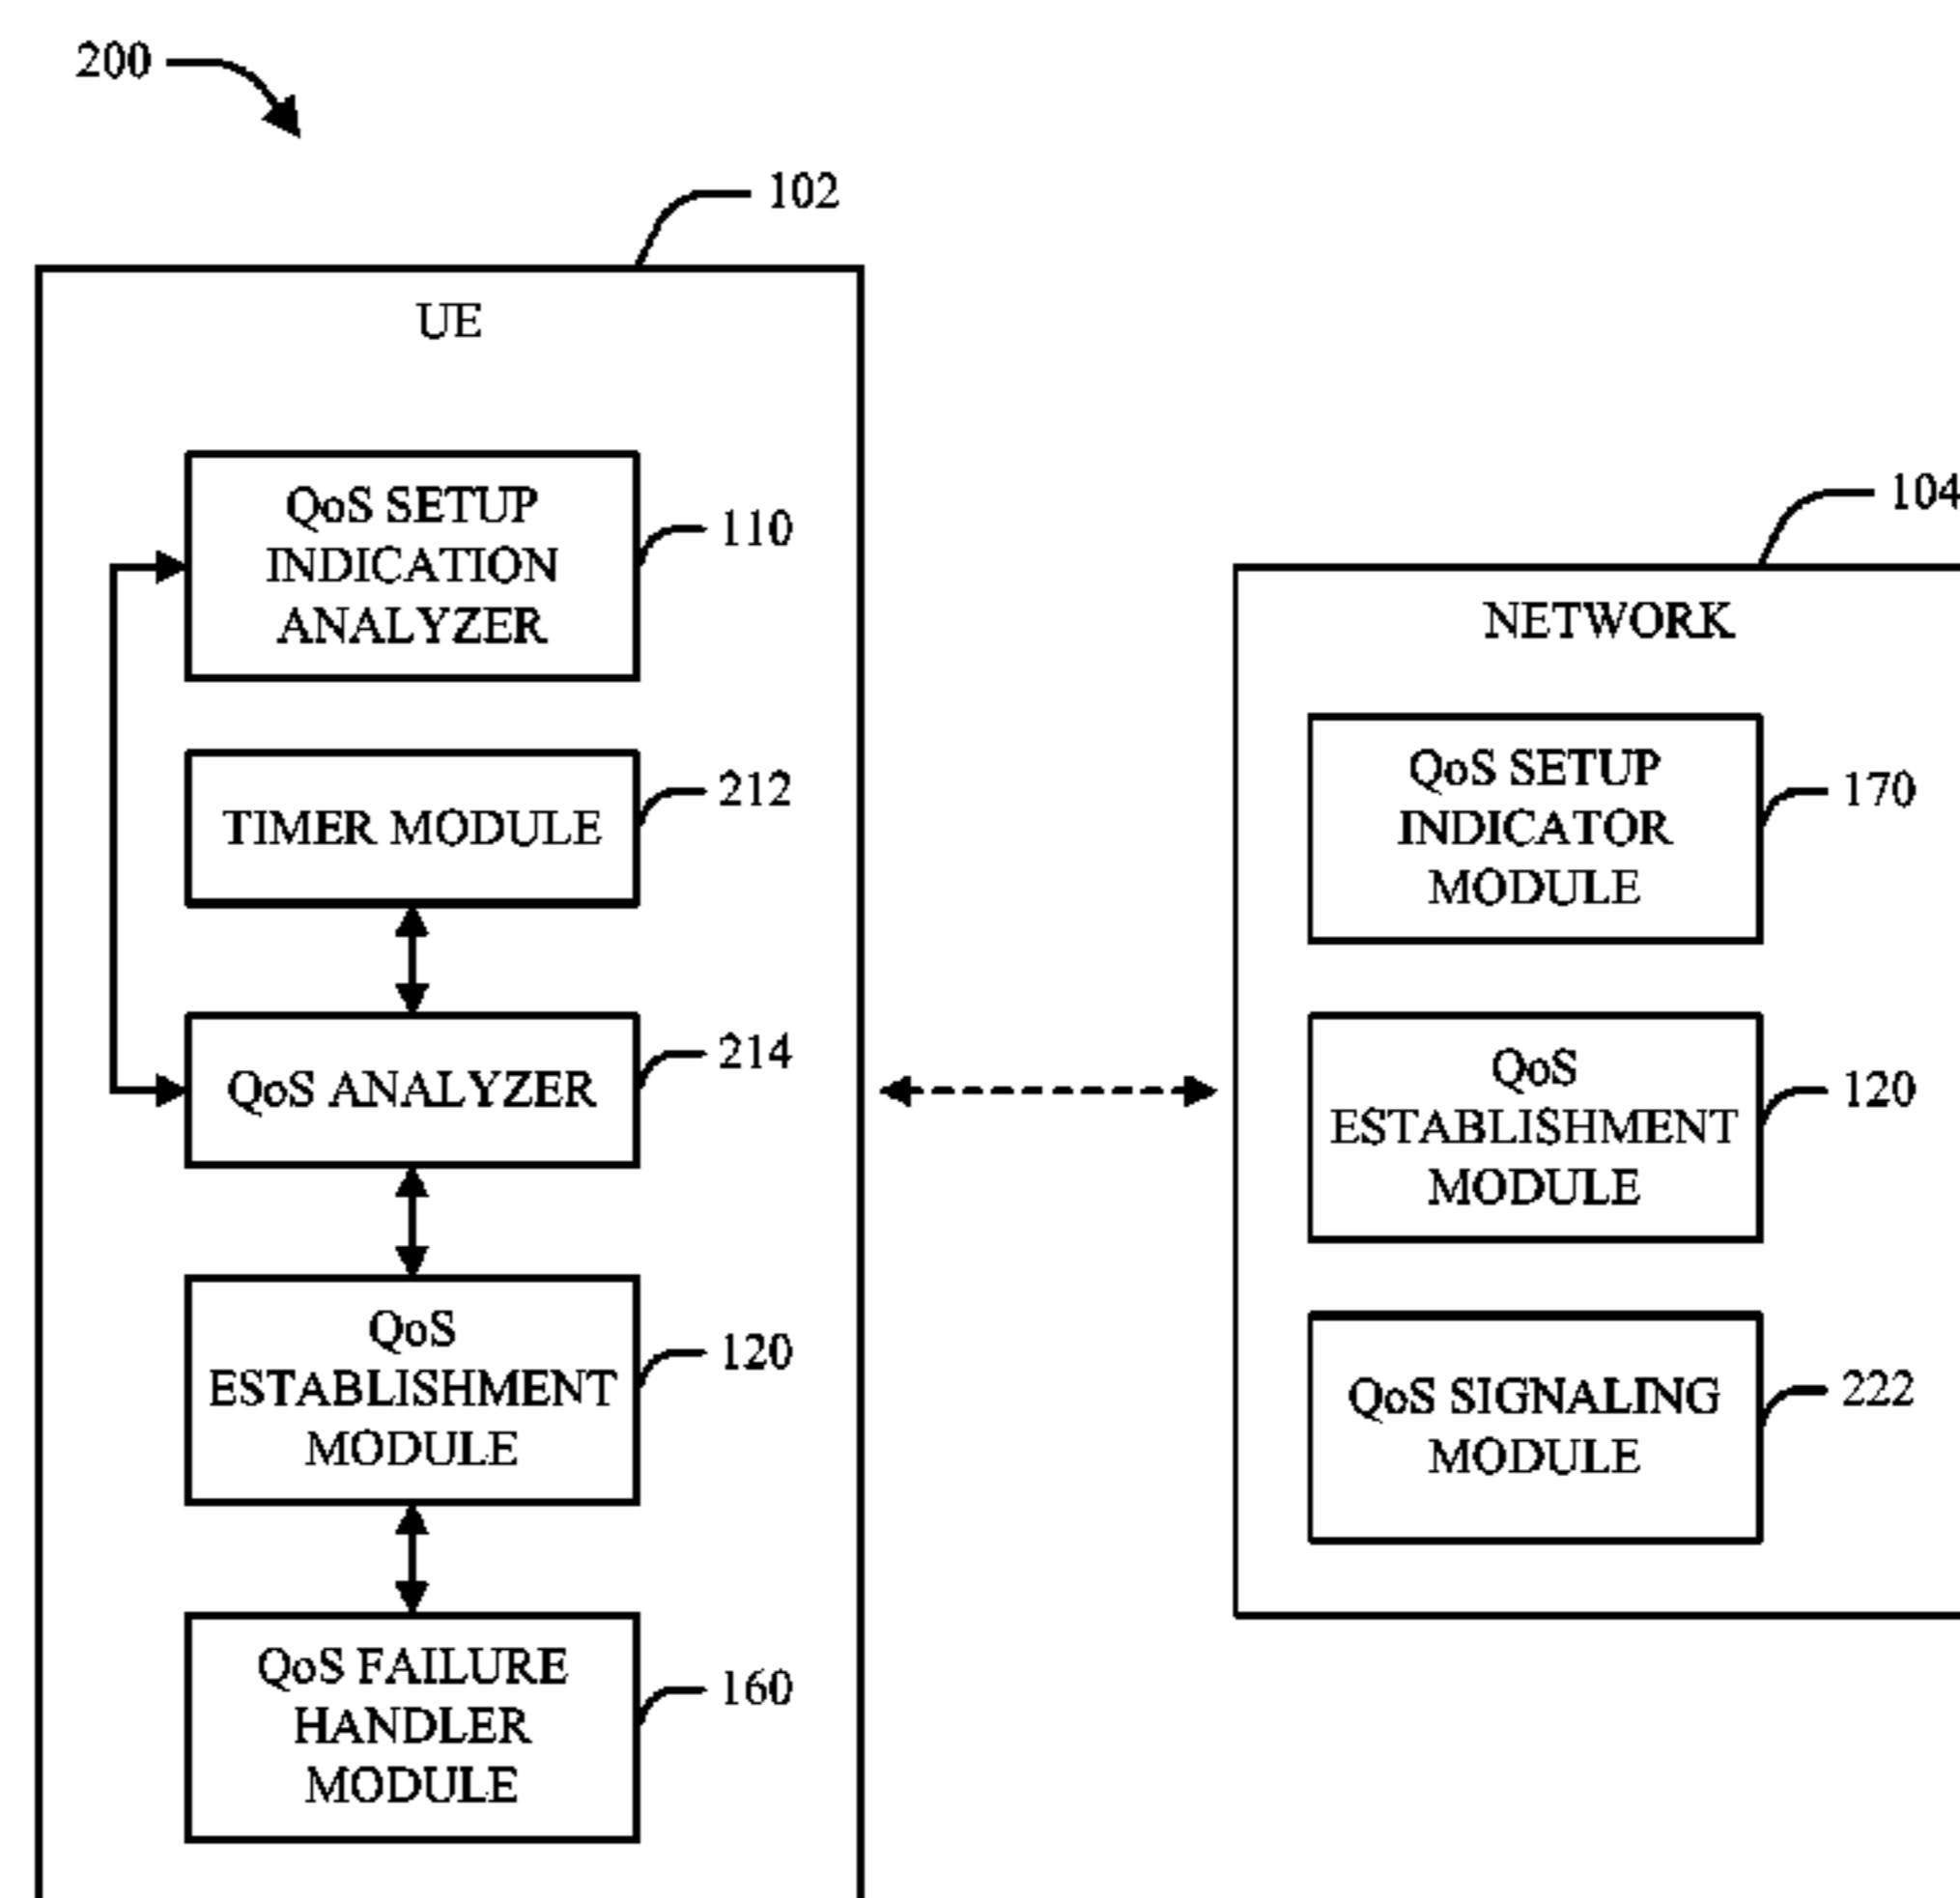 200
102
UE
QoS SETUP
INDICATION
ANALYZER
110
TIMER MODULE
212
QoS ANALYZER
214
QoS
ESTABLISHMENT
MODULE
120
QoS FAILURE
HANDLER
MODULE
160
104
NETWORK
QoS SETUP
INDICATOR
MODULE
170
QoS
ESTABLISHMENT
MODULE
120
QoS SIGNALING
MODULE
222